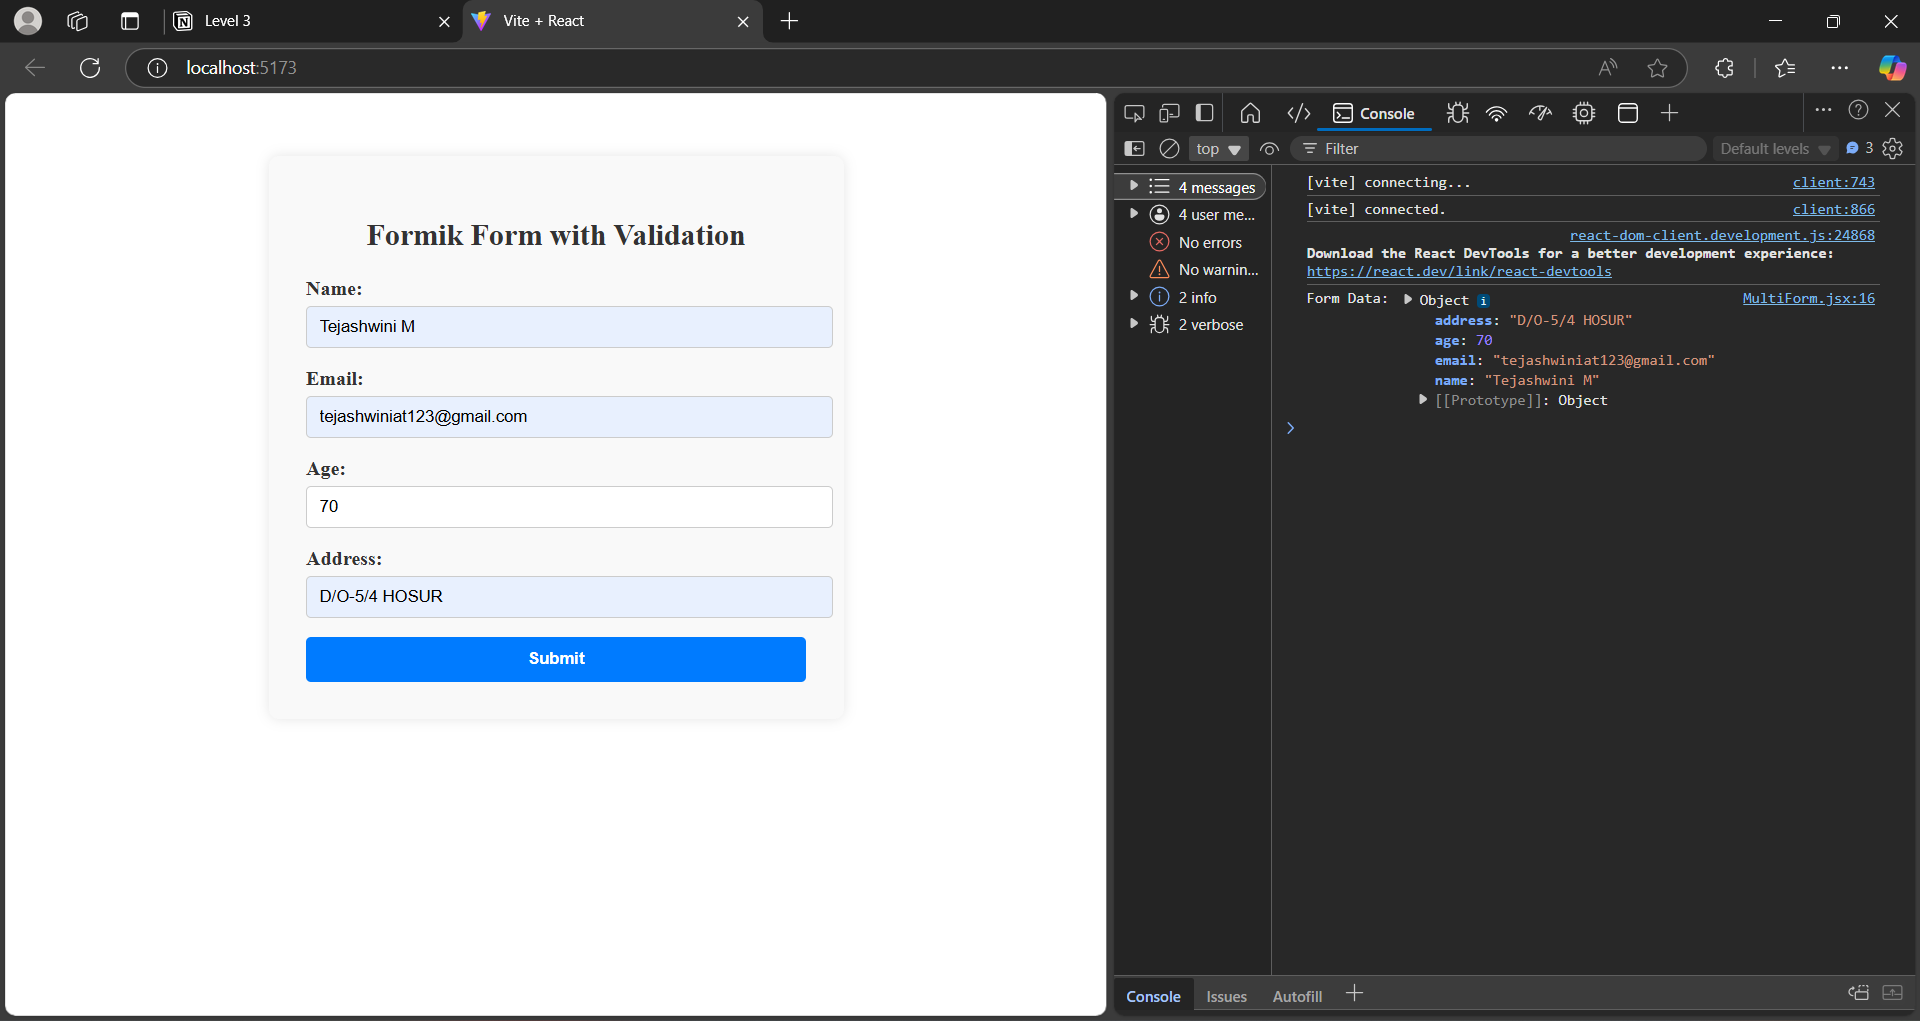 Level 3
Vite + React
localhost:5173
Formik Form with Validation
Name:
Tejashwini M
Email:
tejashwiniat123@gmail.com
Age:
70
Address:
D/O-5/4 HOSUR
Submit
Console
top
Filter
Default levels
3
4 messages
4 user me...
No errors
No warnin...
2 info
2 verbose
[vite] connecting... client:743
[vite] connected. client:866
react-dom-client.development.js:24868
Download the React DevTools for a better development experience:
https://react.dev/link/react-devtools
Form Data: Object i MultiForm.jsx:16
address: "D/O-5/4 HOSUR"
age: 70
email: "tejashwiniat123@gmail.com"
name: "Tejashwini M"
[[Prototype]]: Object
Console Issues Autofill